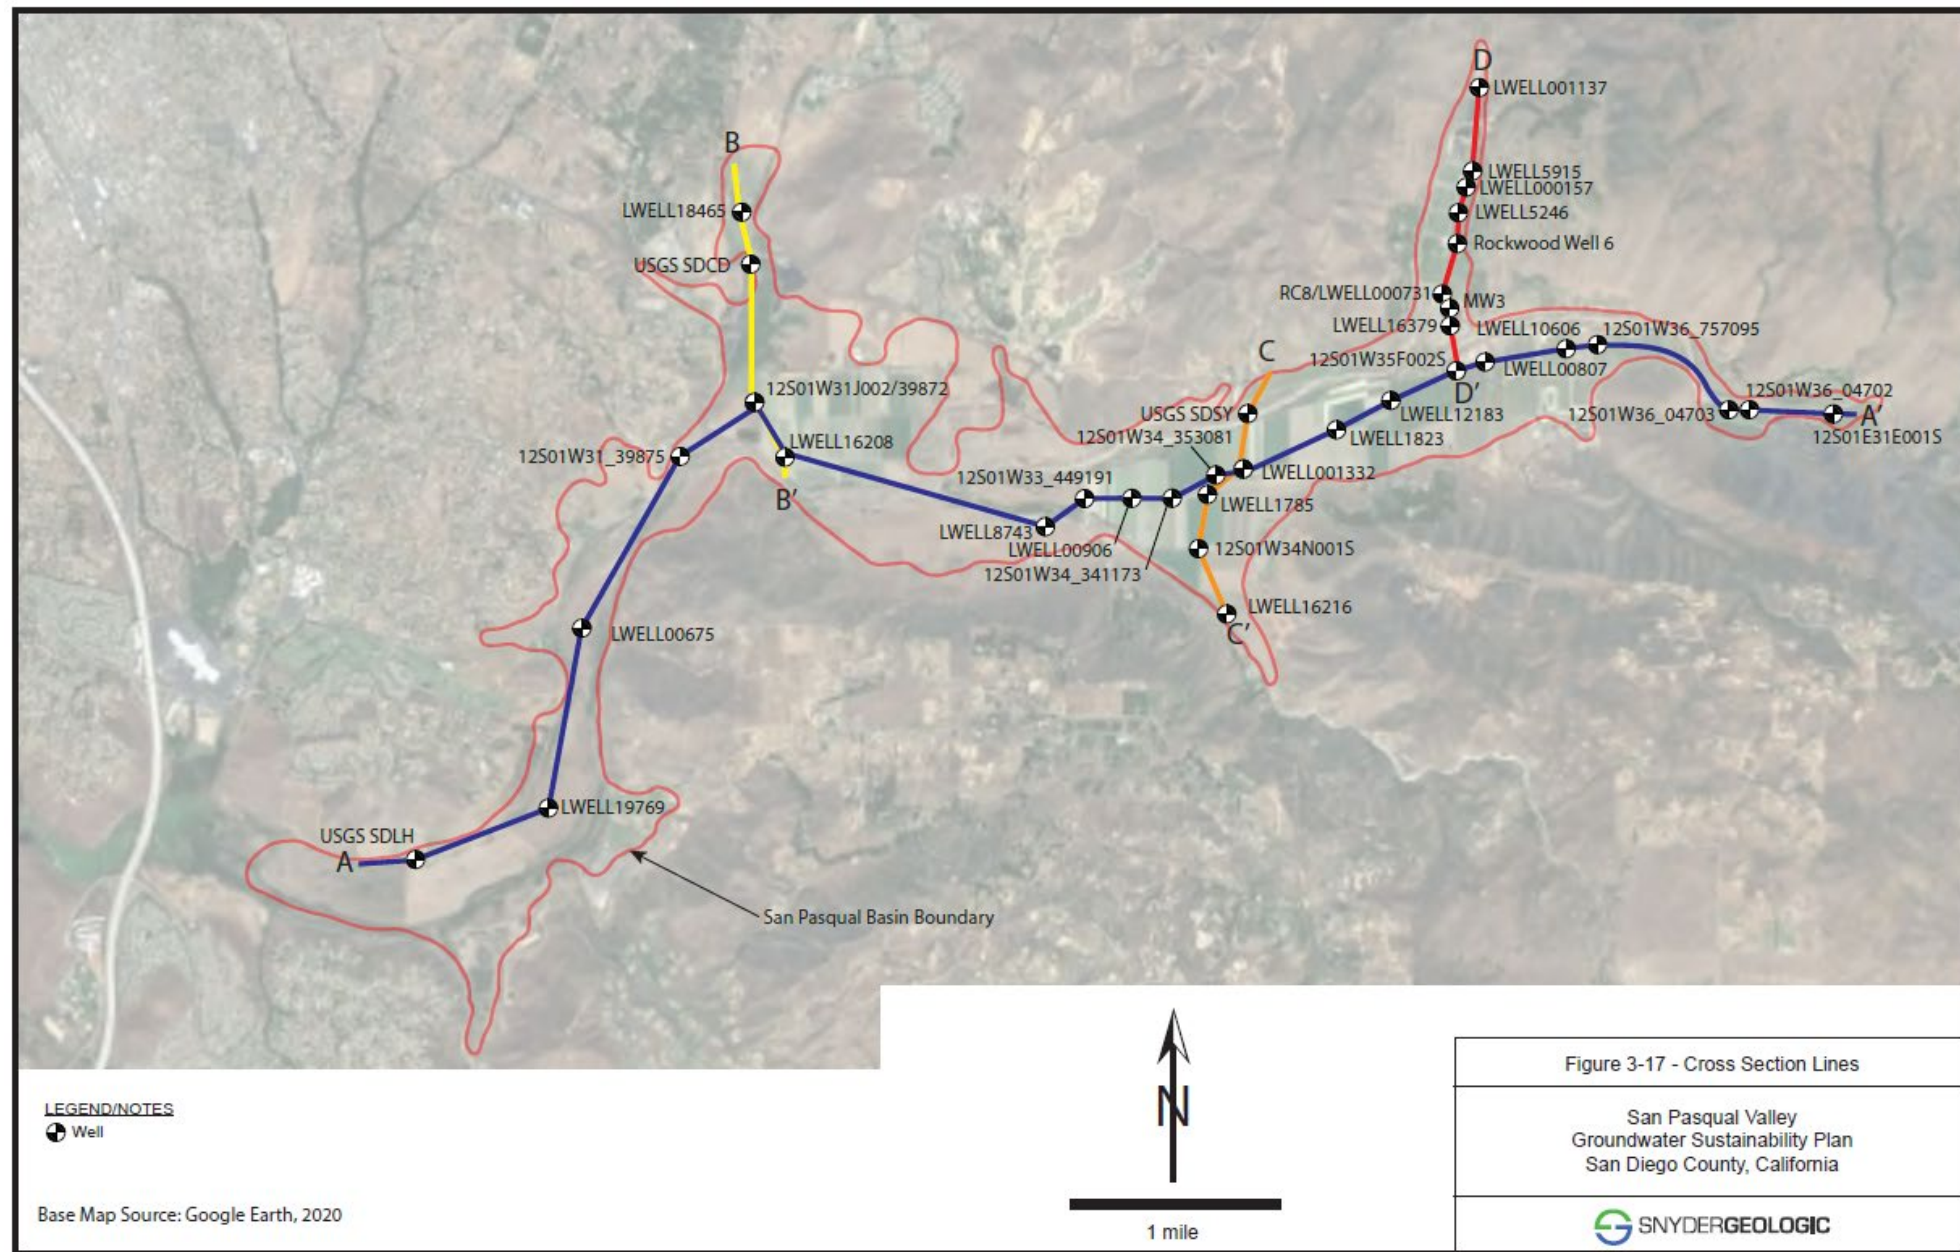 D
LWELL001137
B
LWELL5915
LWELL000157
LWELL18465
LWELL5246
Rockwood Well 6
USGS SDCD
RC8/LWELL000731
MW3
LWELL16379
LWELL10606
12S01W36_757095
C
12S01W35F002S
LWELL00807
D'
12S01W31J002/39872
12S01W36_04702
USGS SDSY
LWELL12183
12S01W36_04703
A'
12S01W34_353081
LWELL1823
12S01E31E001S
LWELL16208
12S01W31_39875
12S01W33_449191
LWELL001332
B'
LWELL1785
LWELL8743
LWELL00906
12S01W34N001S
12S01W34_341173
LWELL16216
C'
LWELL00675
LWELL19769
USGS SDLH
A
San Pasqual Basin Boundary
LEGEND/NOTES
Well
Base Map Source: Google Earth, 2020
N
1 mile
Figure 3-17 - Cross Section Lines
San Pasqual Valley
Groundwater Sustainability Plan
San Diego County, California
SNYDERGEOLOGIC